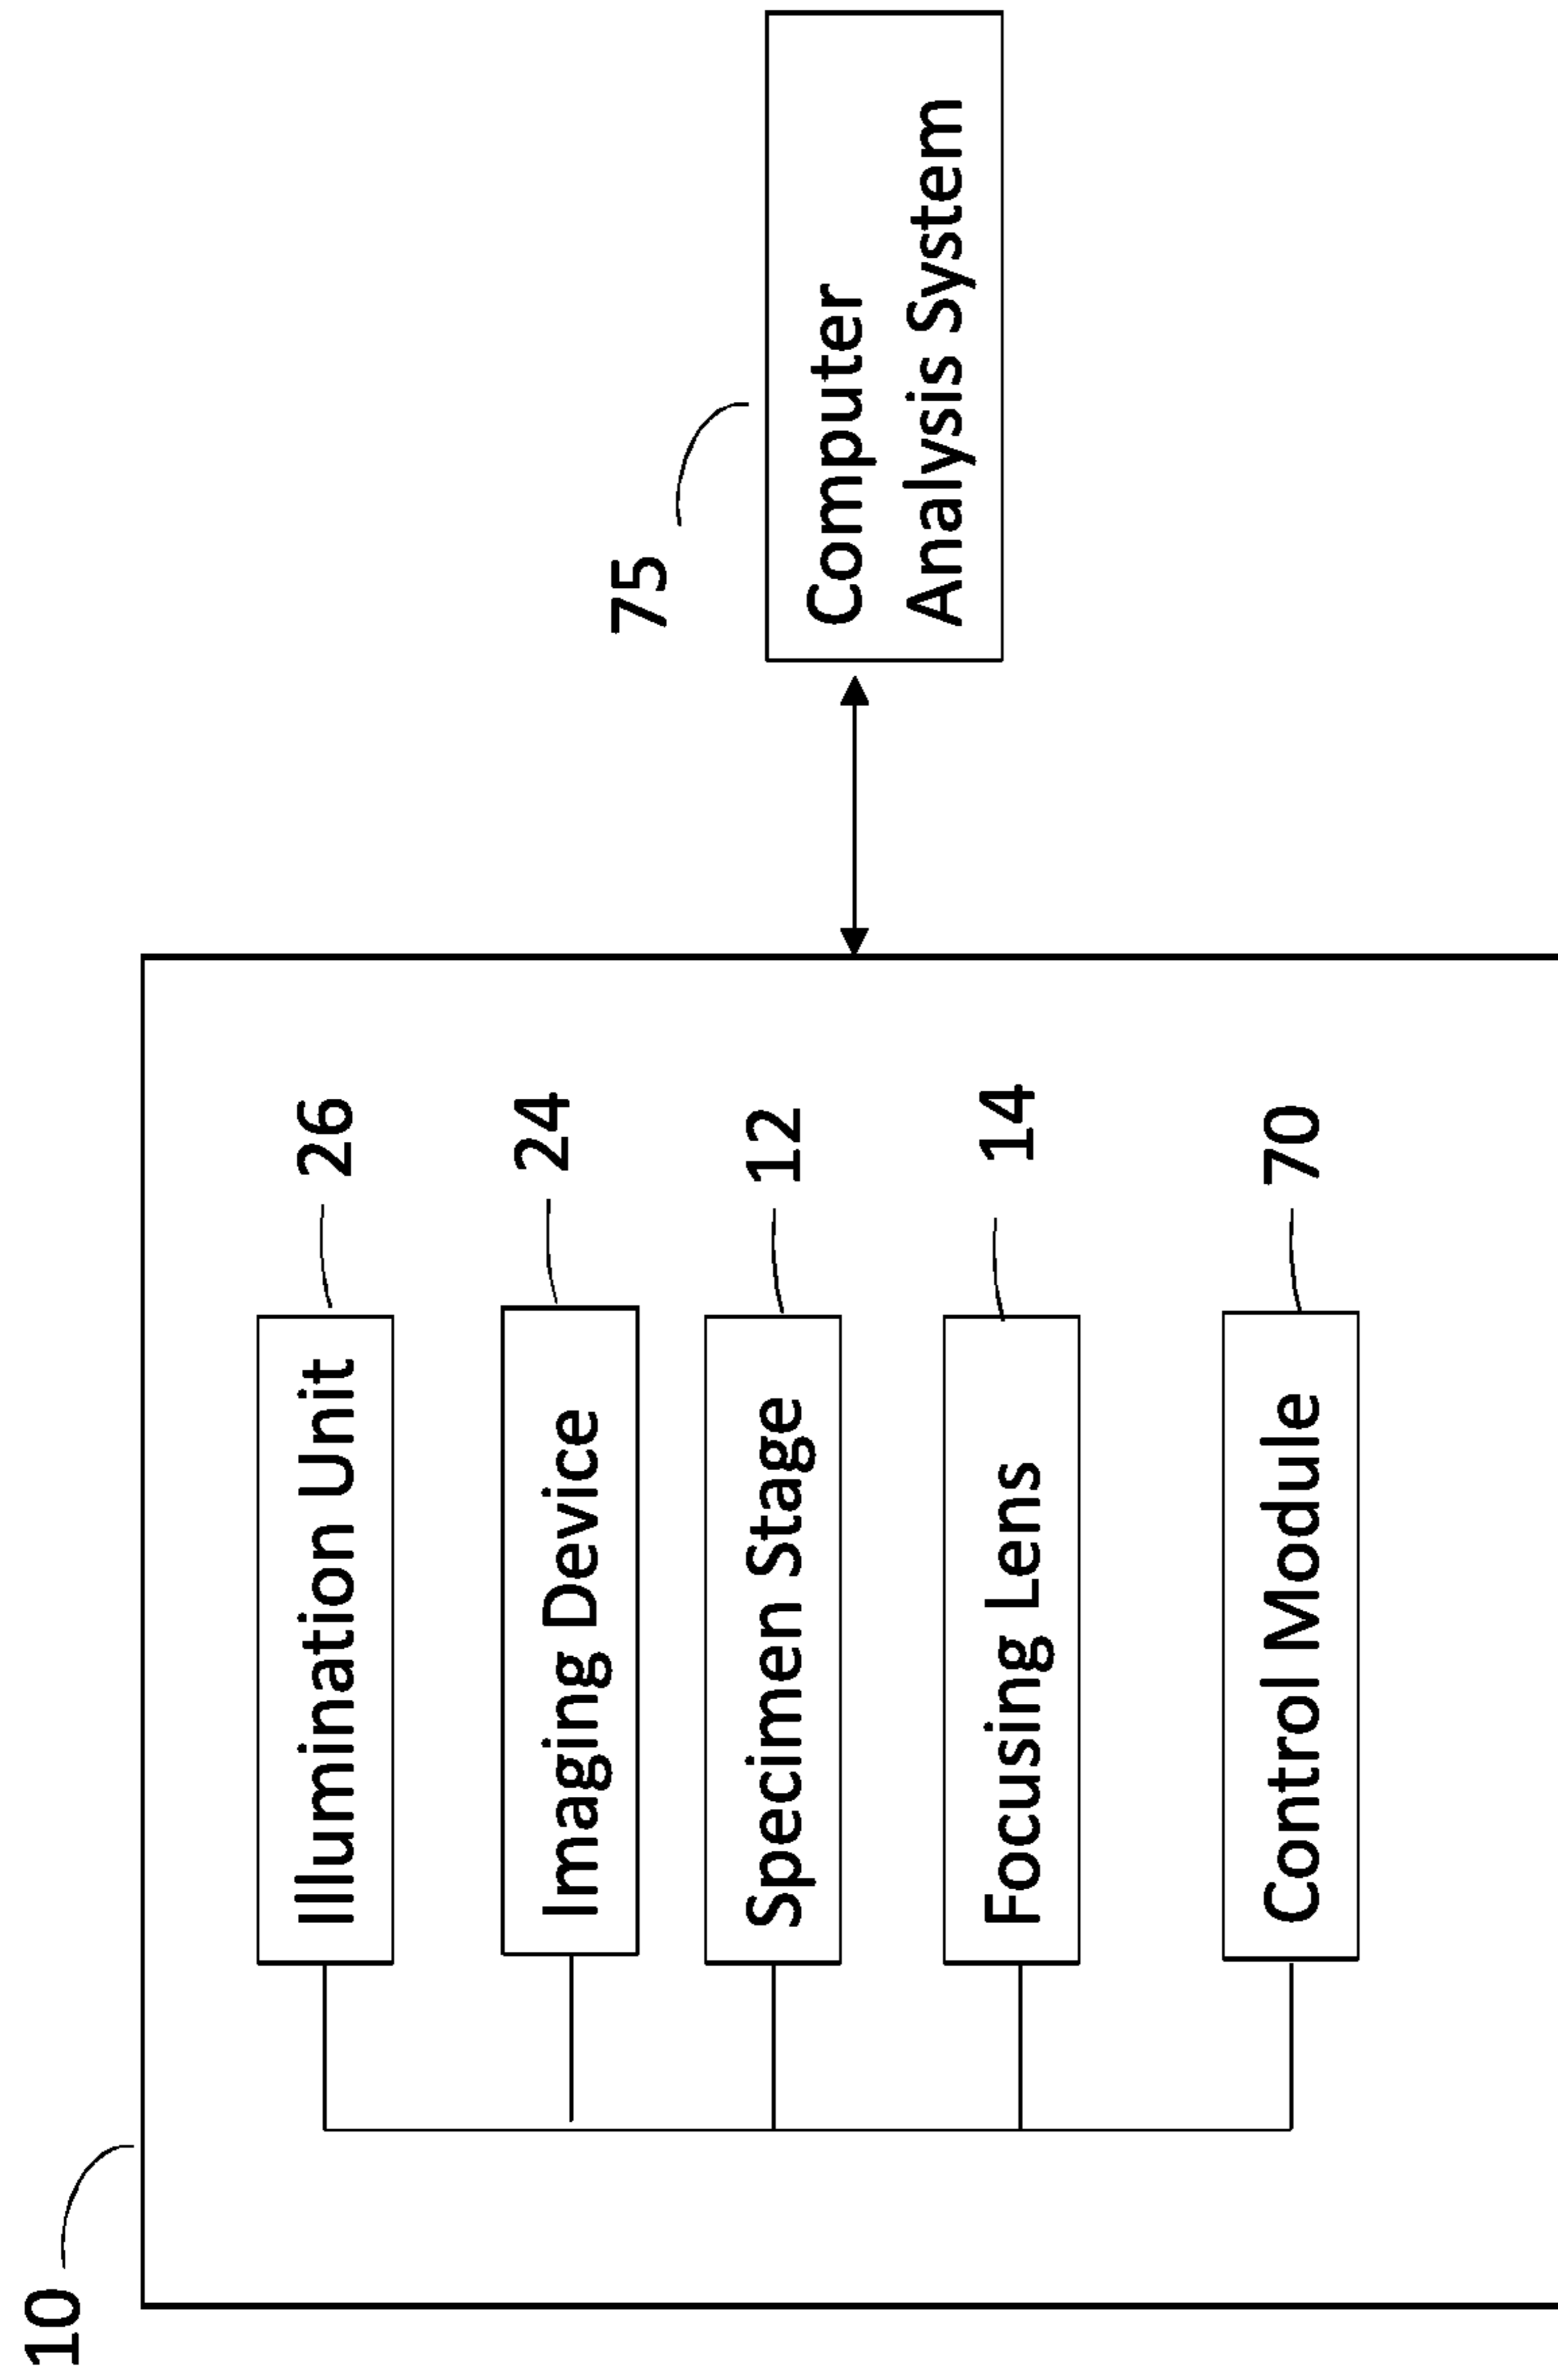 10
Illumination Unit
26
Imaging Device
24
Specimen Stage
12
Focusing Lens
14
Control Module
70
75
Computer
Analysis System